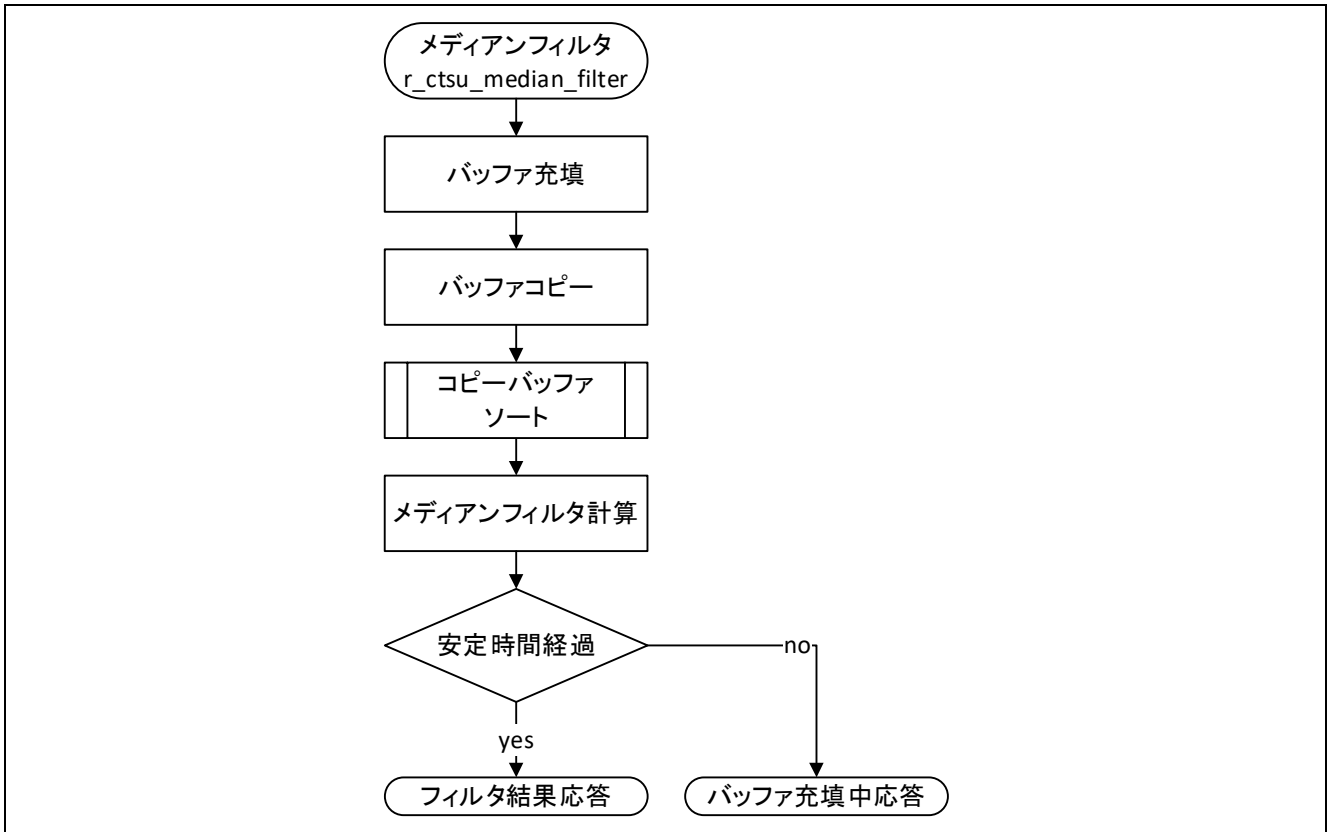 メディアンフィルタ
r_ctsu_median_filter
バッファ充填
バッファコピー
コピーバッファ
ソート
メディアンフィルタ計算
安定時間経過
no
yes
フィルタ結果応答
バッファ充填中応答